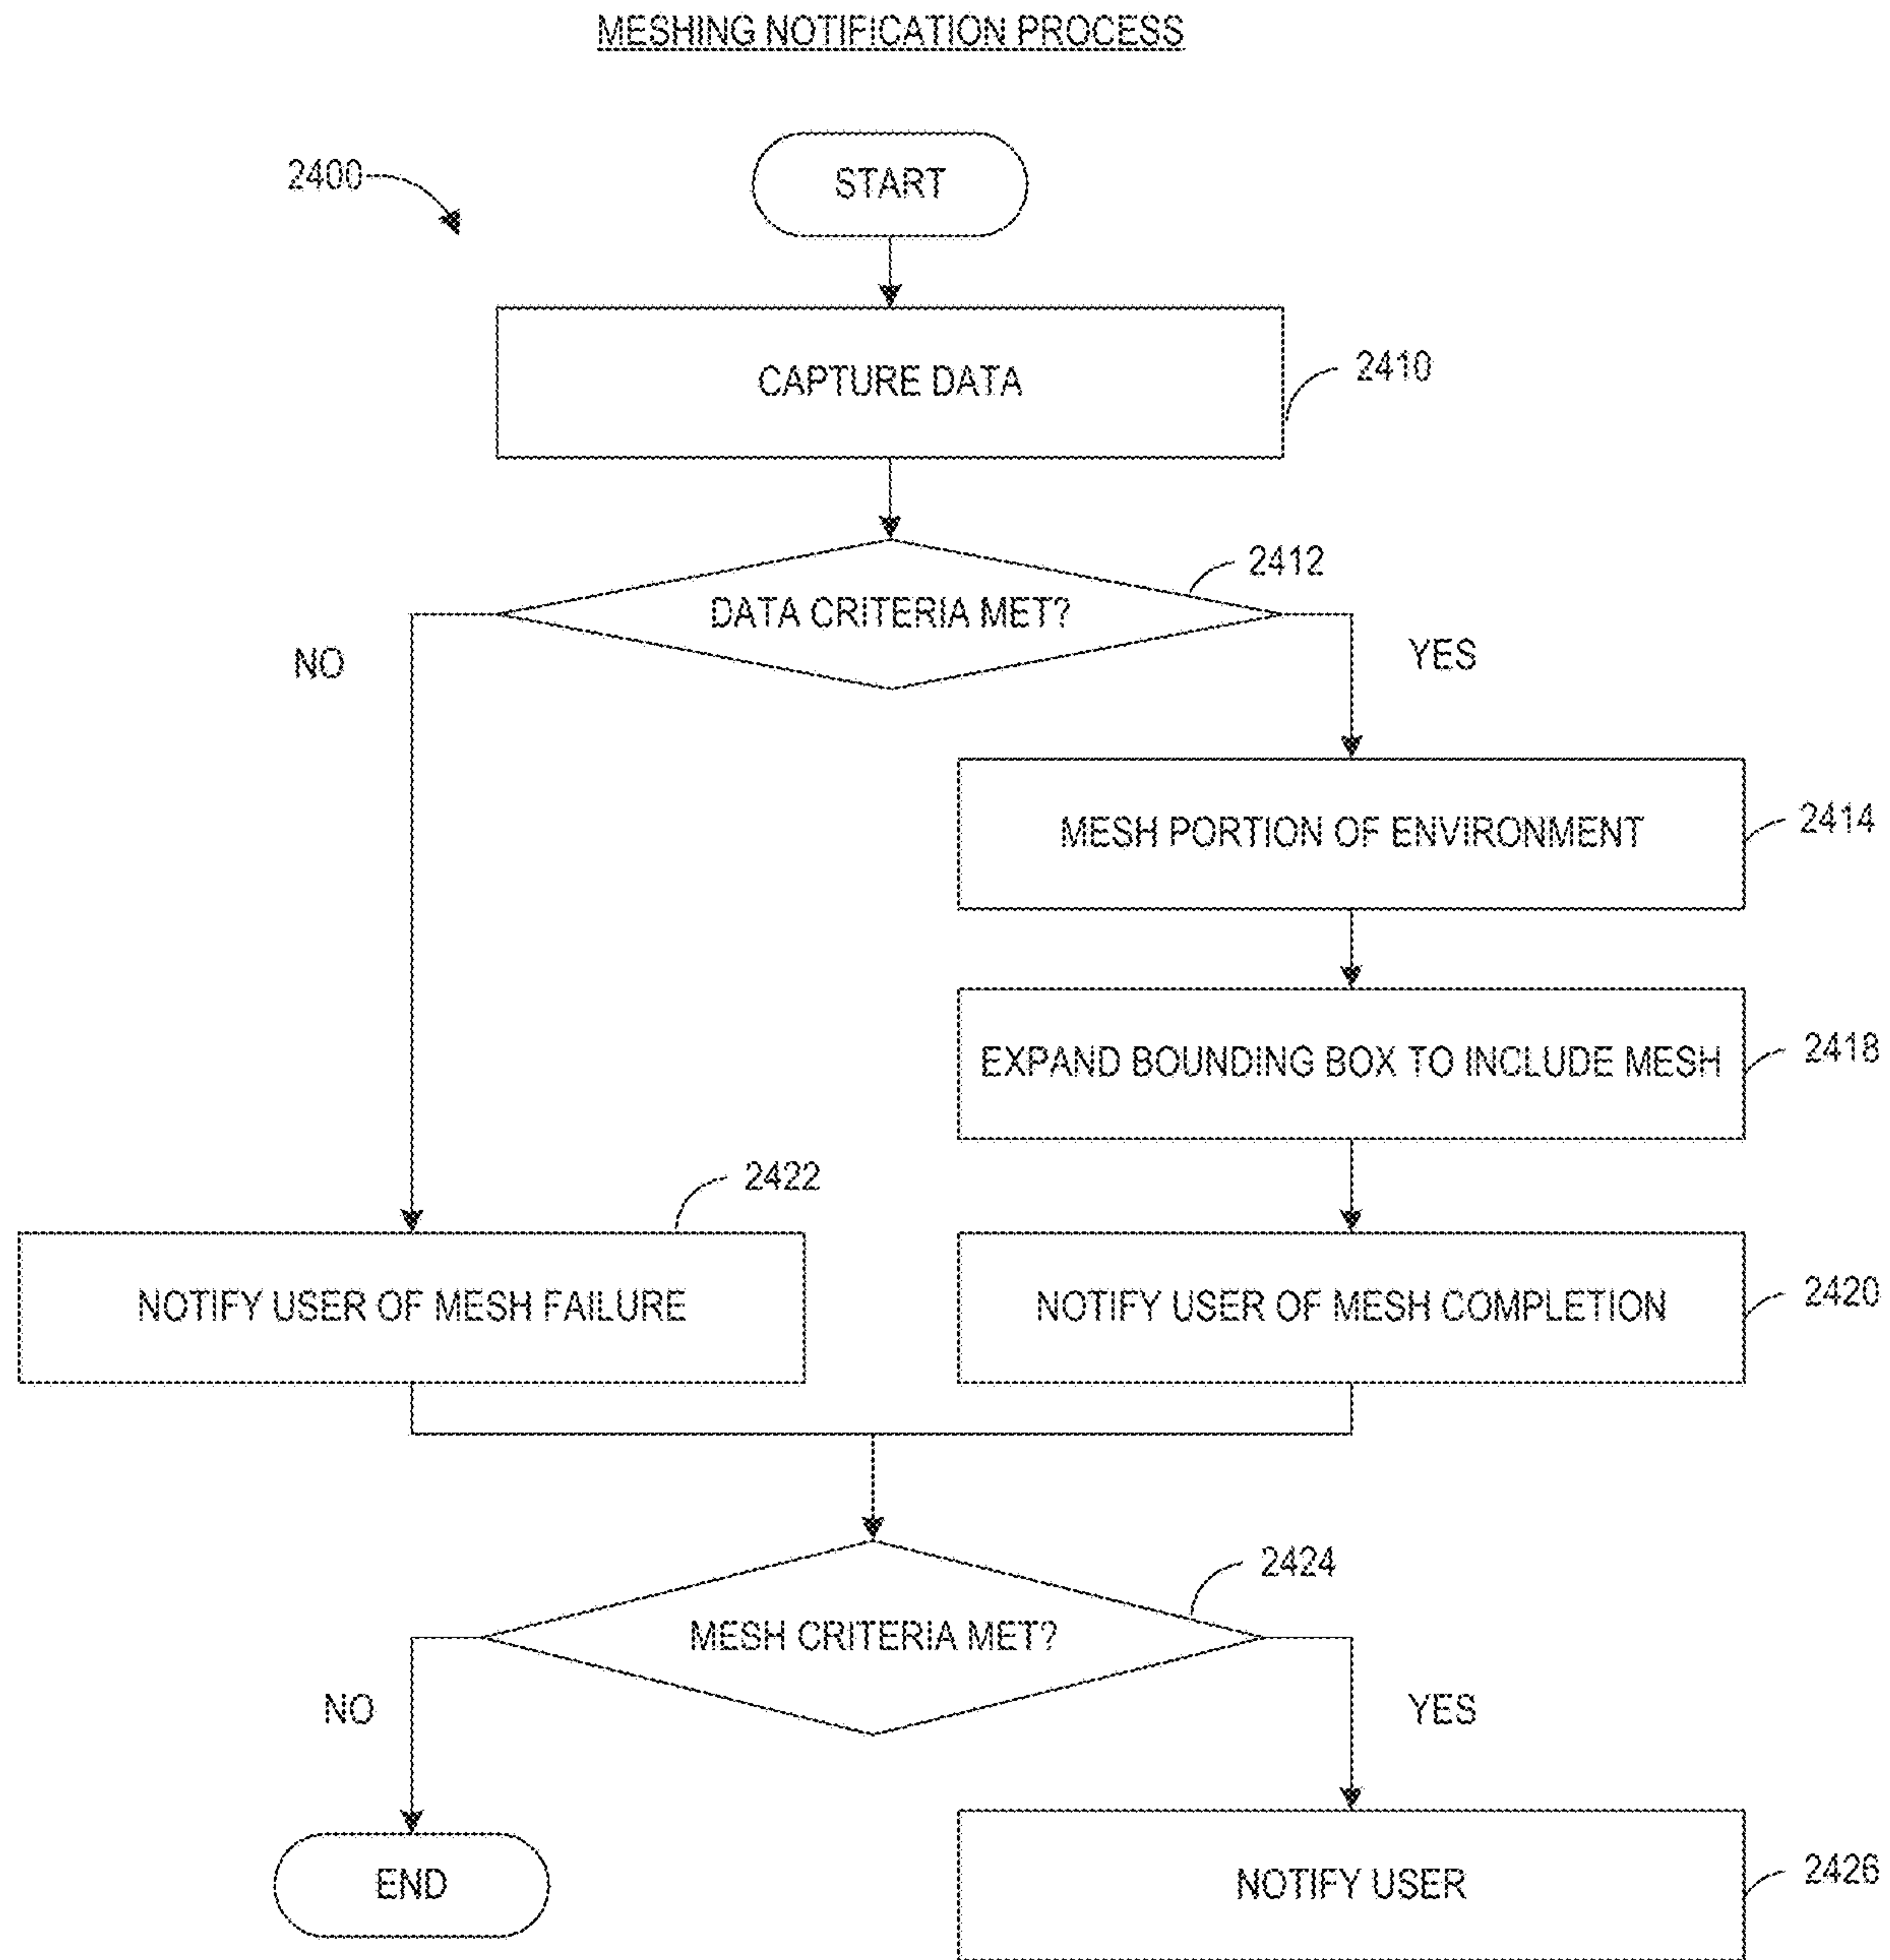 MESHING NOTIFICATION PROCESS
2400
START
CAPTURE DATA
2410
2412
DATA CRITERIA MET?
NO
YES
MESH PORTION OF ENVIRONMENT
2414
EXPAND BOUNDING BOX TO INCLUDE MESH
2418
2422
NOTIFY USER OF MESH FAILURE
NOTIFY USER OF MESH COMPLETION
2420
2424
MESH CRITERIA MET?
NO
YES
END
NOTIFY USER
2426